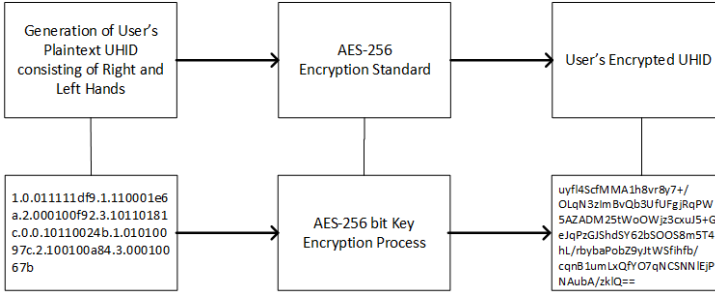 Generation of User's
Plaintext UHID
consisting of Right and
Left Hands
AES-256
Encryption Standard
User's Encrypted UHID
1.0.011111df9.1.110001e6
a.2.000100f92.3.10110181
c.0.0.10110024b.1.010100
97c.2.100100a84.3.000100
67b
AES-256 bit Key
Encryption Process
uyfl4ScfMMA1h8vr8y7+/
OLqN3zImBvQb3UfUFgjRqPW
5AZADM25tWoOWjz3cxuJ5+G
eJqPzGJShdSY62bSOOS8m5T4
hL/rbybaPobZ9yJtWSfihfb/
cqnB1umLxQfYO7qNCSNNlEjP
NAubA/zklQ==